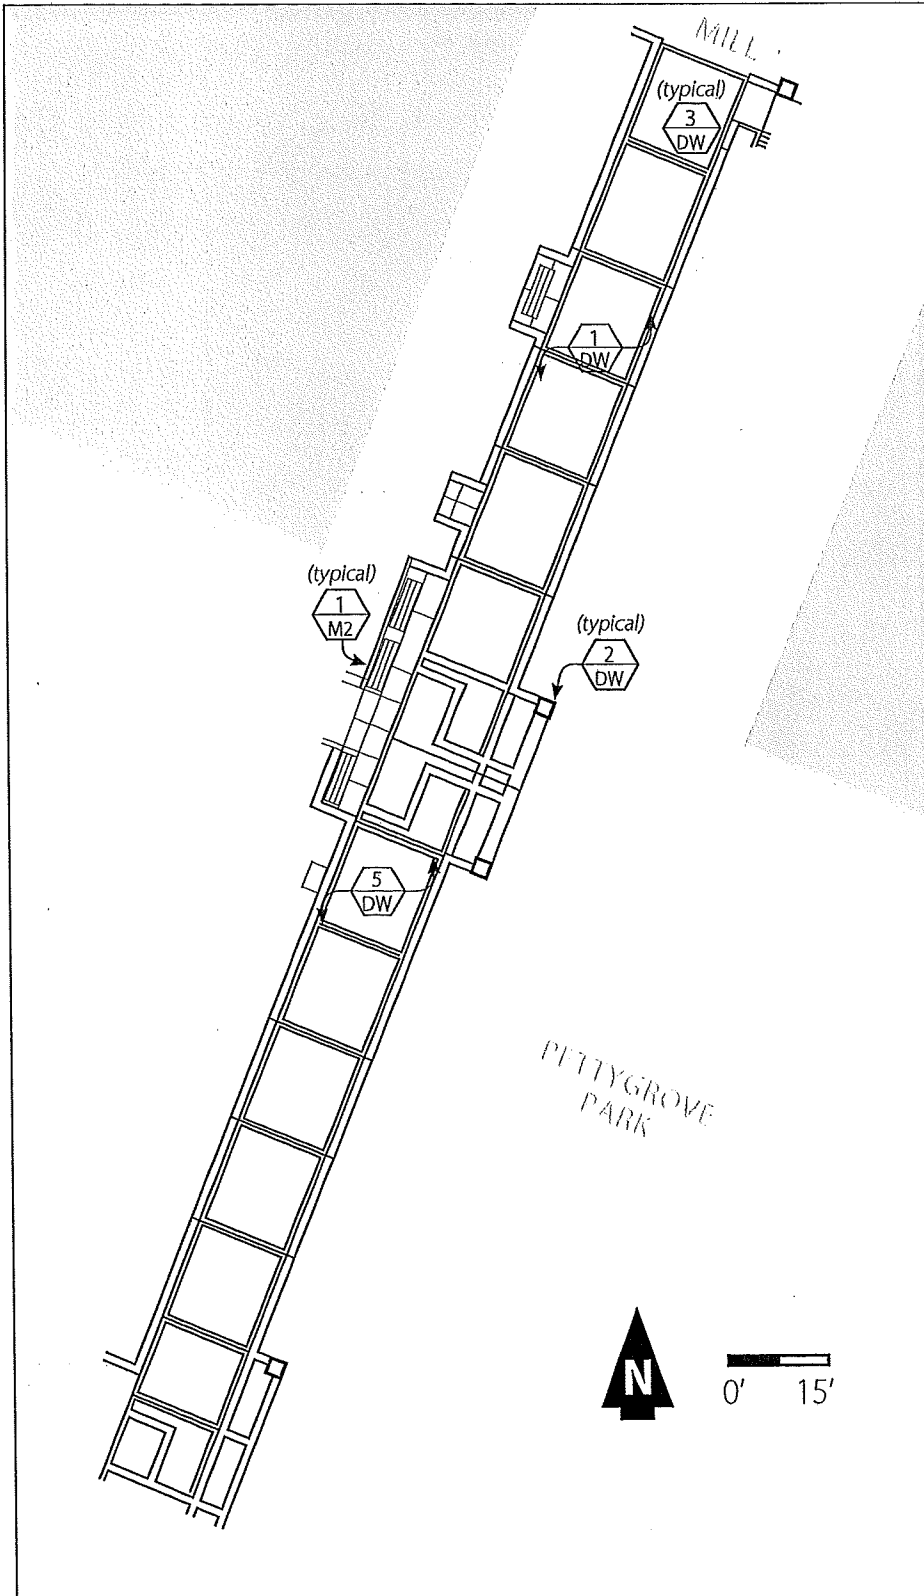 MILL
(typical)
3
DW
1
DW
(typical)
1
M2
(typical)
2
DW
5
DW
PETTYGROVE
PARK
N
0' 15'